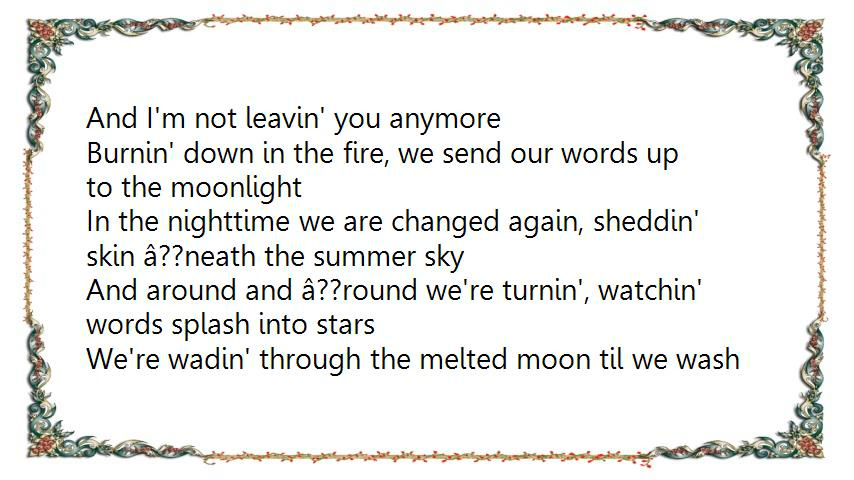 And I'm not leavin' you anymore
Burnin' down in the fire, we send our words up
to the moonlight
In the nighttime we are changed again, sheddin'
skin â??neath the summer sky
And around and â??round we're turnin', watchin'
words splash into stars
We're wadin' through the melted moon til we wash